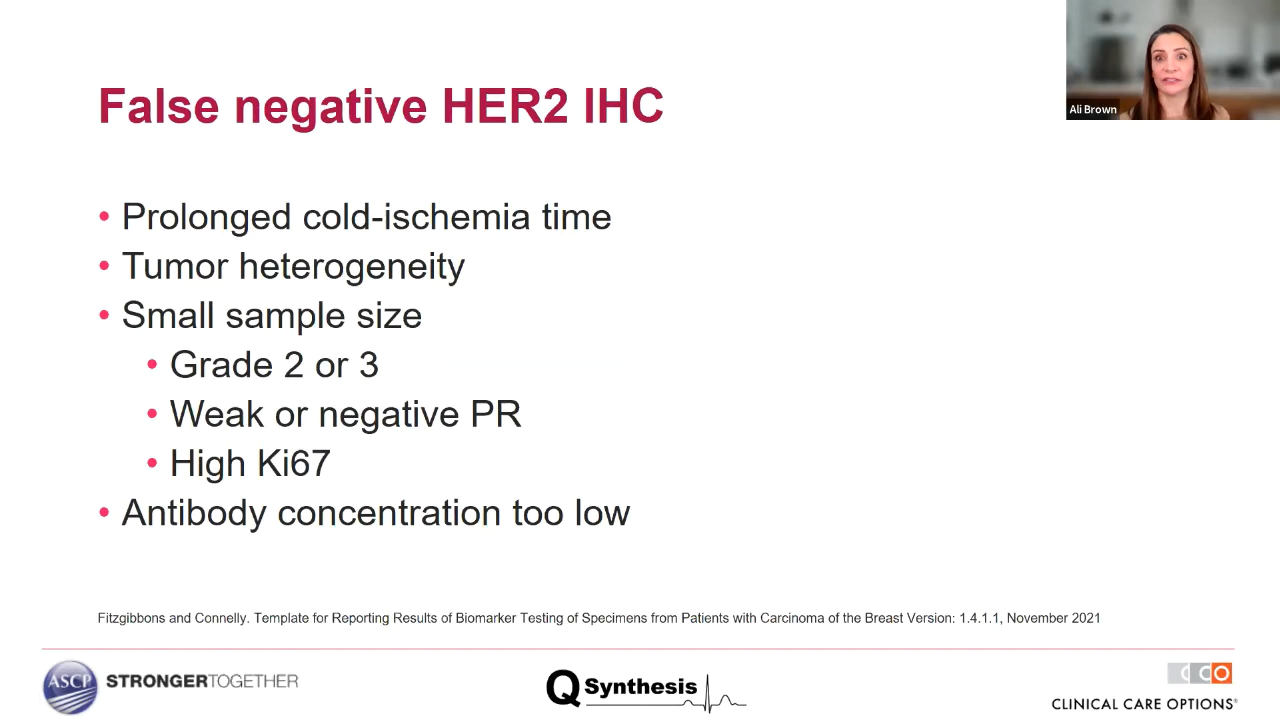 False negative HER2 IHC
Ali Brown
• Prolonged cold-ischemia time
• Tumor heterogeneity
• Small sample size
• Grade 2 or 3
• Weak or negative PR
• High Ki67
• Antibody concentration too low
Fitzgibbons and Connelly. Template for Reporting Results of Biomarker Testing of Specimens from Patients with Carcinoma of the Breast Version: 1.4.1.1, November 2021
ASCP STRONGERTOGETHER
Q Synthesis
CCO
CLINICAL CARE OPTIONS®